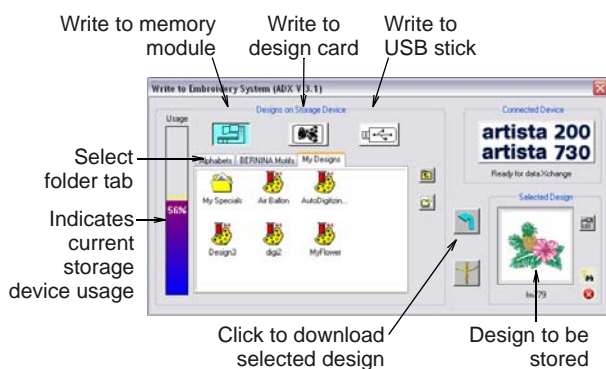 Write to memory
module
Write to
design card
Write to
USB stick
Write to Embroidery System (ADX V 3.1)
Usage
Designs on Storage Device
Connected Device
artista 200
artista 730
Ready for dataXchange
Select
folder tab
Alphabets
BERNINA Motifs
My Designs
My Specials
Air Ballon
AutoDigitizin...
Selected Design
56%
Indicates
current
storage
device usage
Design3
digi2
MyFlower
Click to download
selected design
Design to be
stored